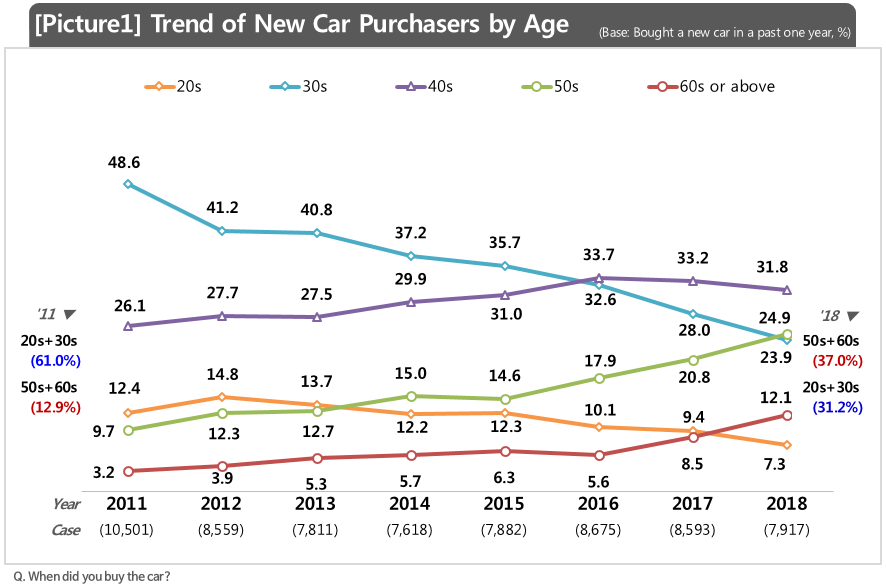 [Picture1] Trend of New Car Purchasers by Age (Base: Bought a new car in a past one year, %)
20s 30s 40s 50s 60s or above
48.6 41.2 40.8 37.2 35.7 32.6 28.0 23.9
26.1 27.7 27.5 29.9 31.0 33.7 33.2 31.8
12.4 14.8 13.7 12.2 12.3 10.1 9.4 7.3
9.7 12.3 12.7 15.0 14.6 17.9 20.8 24.9
3.2 3.9 5.3 5.7 6.3 5.6 8.5 12.1
'11 ▼
20s+30s
(61.0%)
50s+60s
(12.9%)
'18 ▼
50s+60s
(37.0%)
20s+30s
(31.2%)
Year 2011 2012 2013 2014 2015 2016 2017 2018
Case (10,501) (8,559) (7,811) (7,618) (7,882) (8,675) (8,593) (7,917)
Q. When did you buy the car?